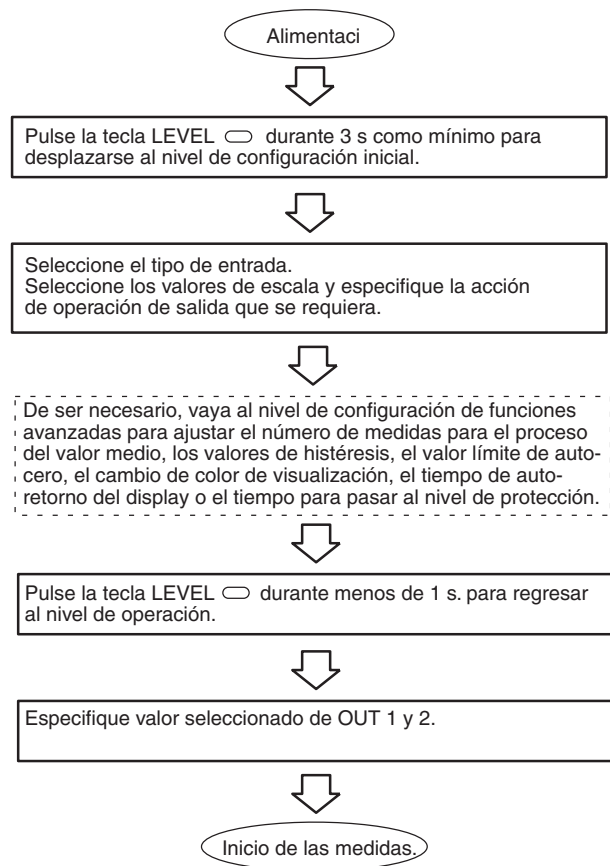 Alimentaci
Pulse la tecla LEVEL durante 3 s como mínimo para
desplazarse al nivel de configuración inicial.
Seleccione el tipo de entrada.
Seleccione los valores de escala y especifique la acción
de operación de salida que se requiera.
De ser necesario, vaya al nivel de configuración de funciones
avanzadas para ajustar el número de medidas para el proceso
del valor medio, los valores de histéresis, el valor límite de auto-
cero, el cambio de color de visualización, el tiempo de auto-
retorno del display o el tiempo para pasar al nivel de protección.
Pulse la tecla LEVEL durante menos de 1 s. para regresar
al nivel de operación.
Especifique valor seleccionado de OUT 1 y 2.
Inicio de las medidas.